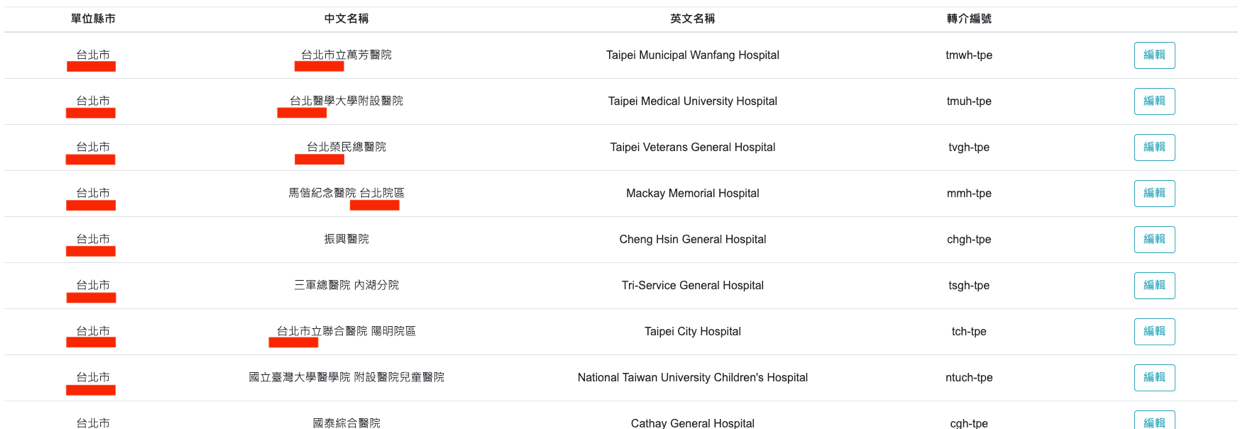 單位縣市 中文名稱 英文名稱 轉介編號
台北市 台北市立萬芳醫院 Taipei Municipal Wanfang Hospital tmwh-tpe 編輯
台北市 台北醫學大學附設醫院 Taipei Medical University Hospital tmuh-tpe 編輯
台北市 台北榮民總醫院 Taipei Veterans General Hospital tvgh-tpe 編輯
台北市 馬偕紀念醫院 台北院區 Mackay Memorial Hospital mmh-tpe 編輯
台北市 振興醫院 Cheng Hsin General Hospital chgh-tpe 編輯
台北市 三軍總醫院 內湖分院 Tri-Service General Hospital tsgh-tpe 編輯
台北市 台北市立聯合醫院 陽明院區 Taipei City Hospital tch-tpe 編輯
台北市 國立臺灣大學醫學院 附設醫院兒童醫院 National Taiwan University Children's Hospital ntuch-tpe 編輯
台北市 國泰綜合醫院 Cathay General Hospital cgh-tpe 編輯